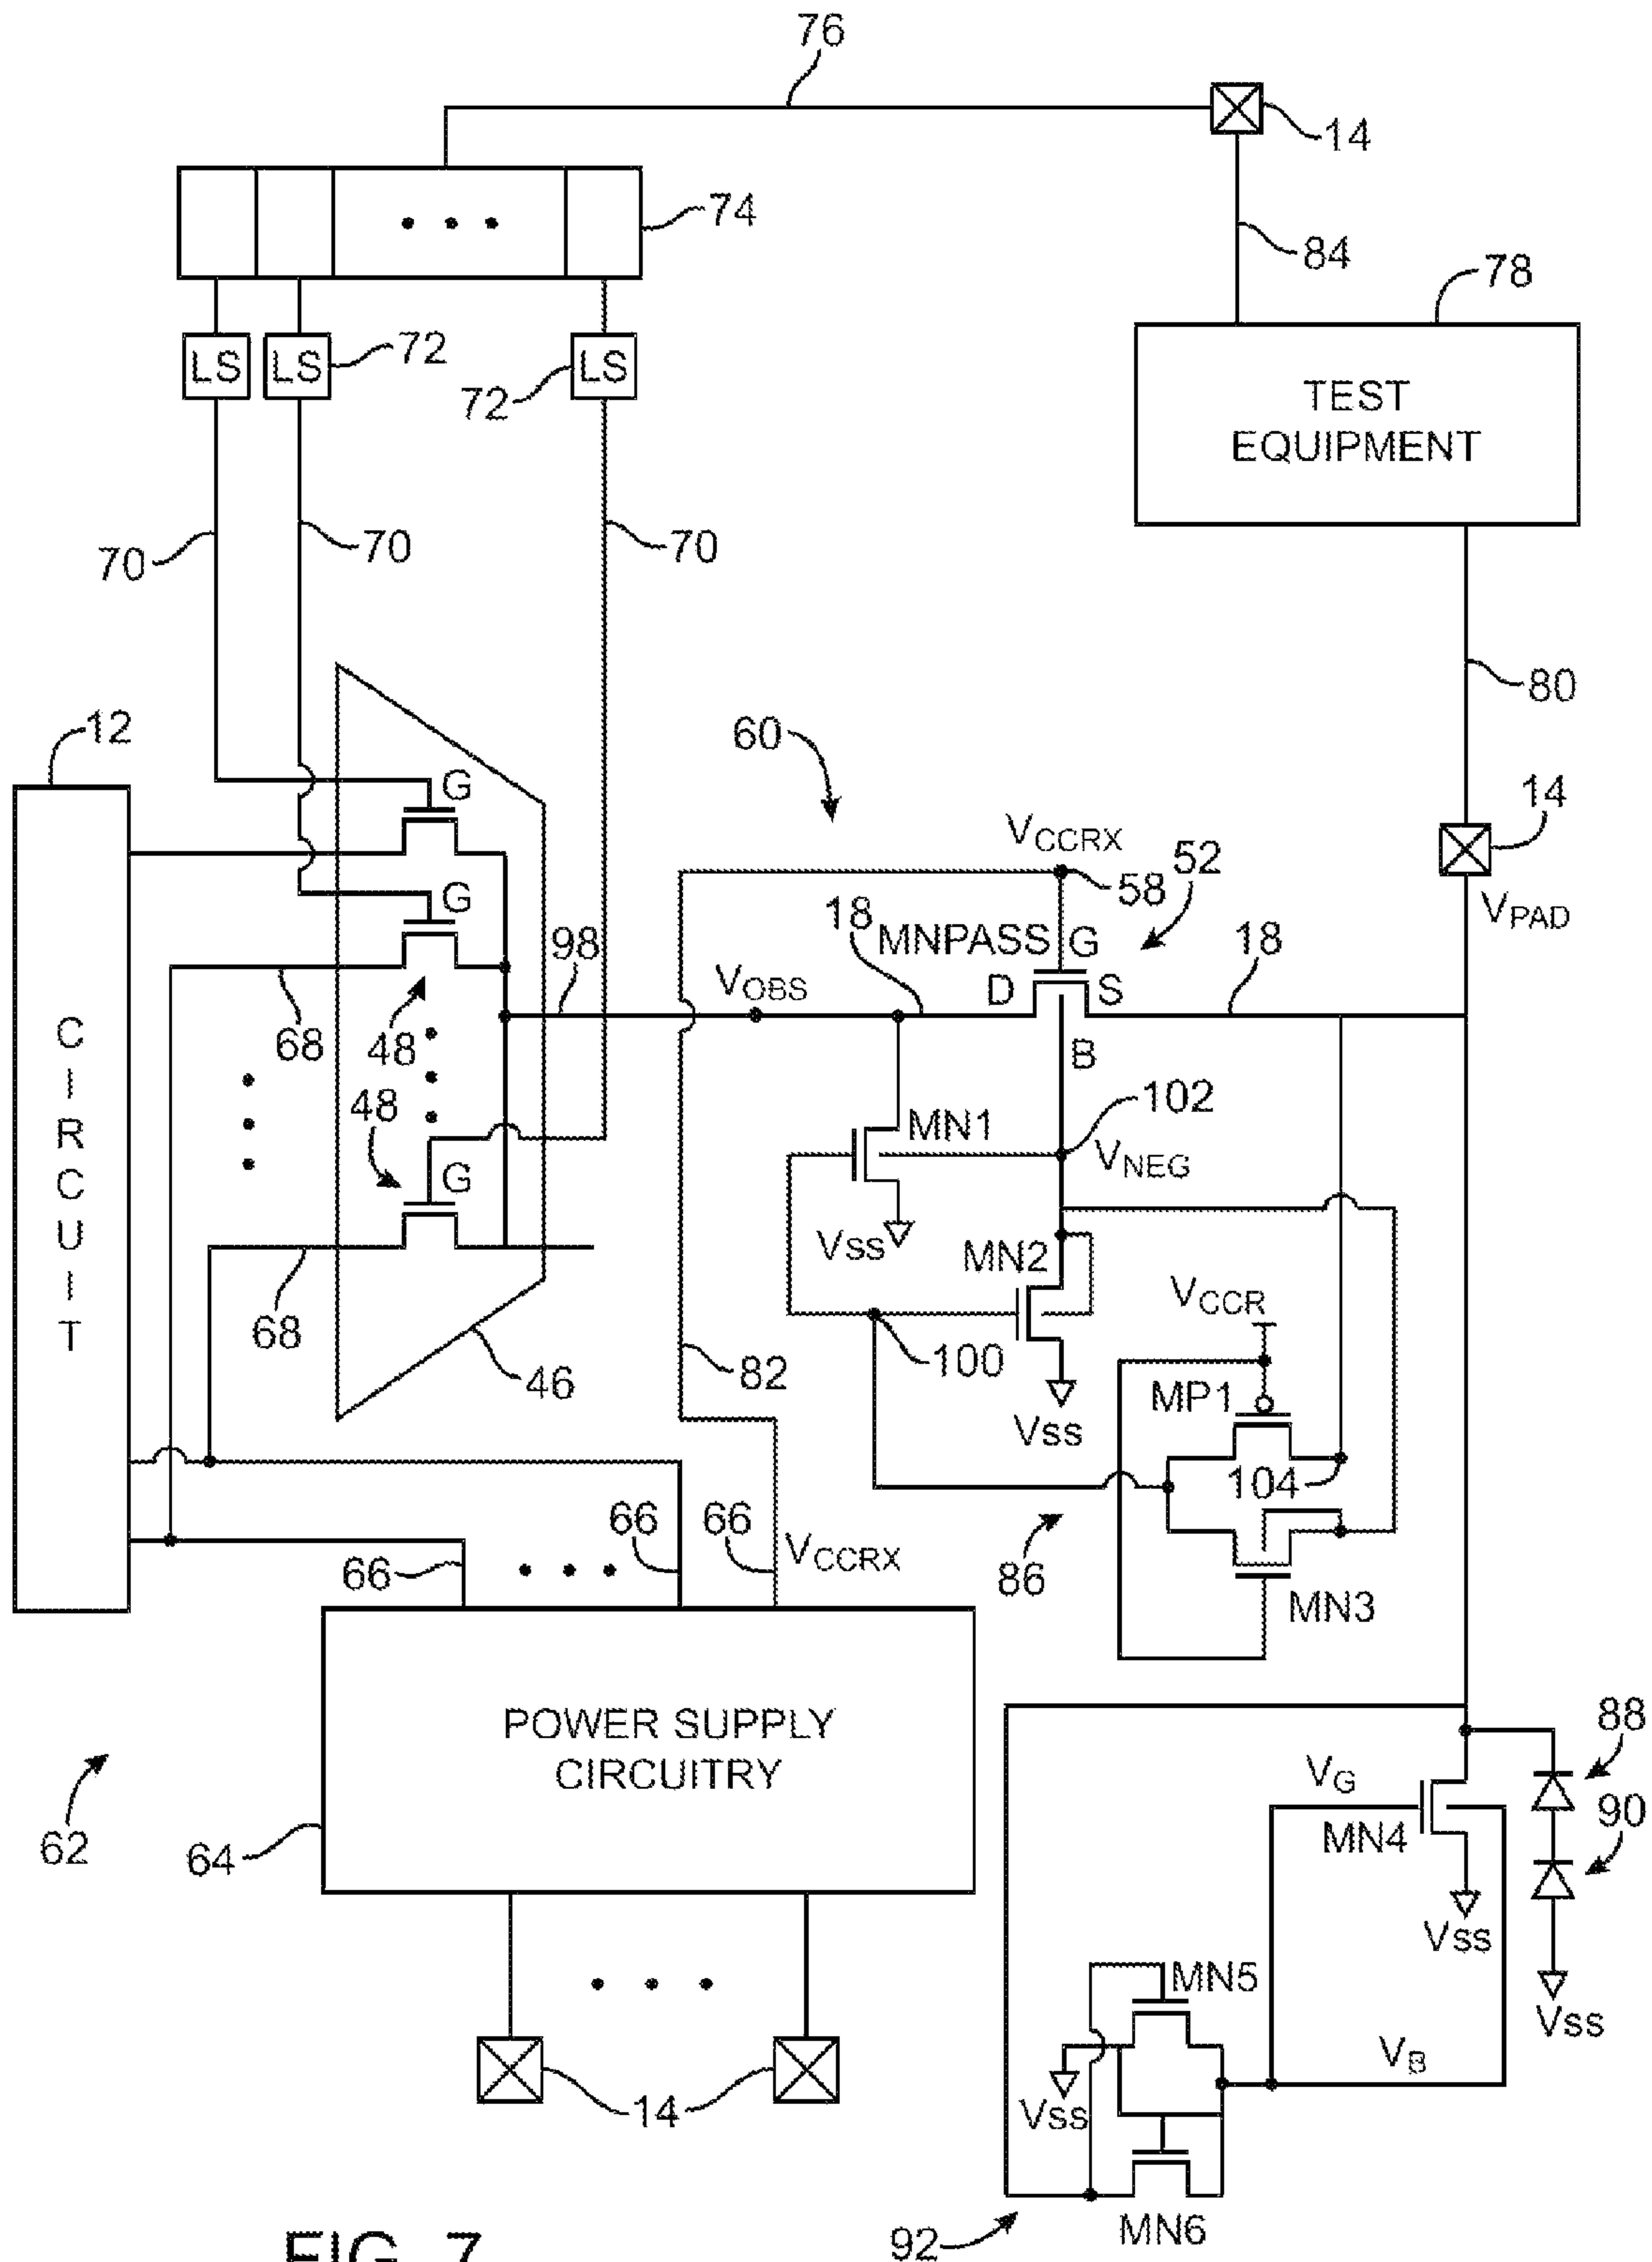 76
14
74
84
78
LS
LS
72
72
LS
TEST
EQUIPMENT
70
70
70
80
12
60
14
G
VCCRX
52
58
VPAD
G
98
18
MNPASS
G
18
VOBS
D
S
68
48
B
CIRCUIT
48
MN1
102
VNEG
G
VSS
MN2
VCCR
68
100
46
82
MP1
VSS
104
66
66
VCCRX
66
86
MN3
POWER SUPPLY
CIRCUITRY
88
VG
90
62
MN4
64
VSS
MN5
VSS
VB
VSS
14
MN6
92
FIG. 7